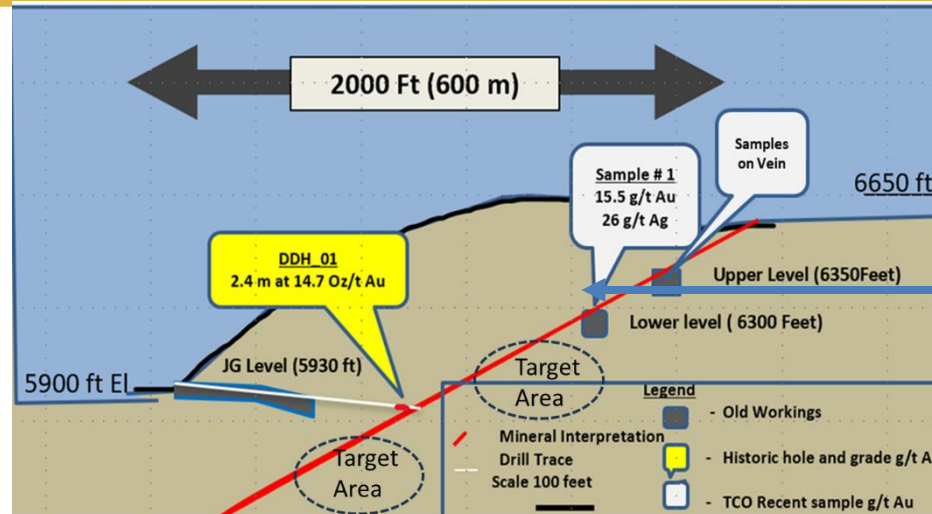 2000 Ft (600 m)
Samples
on Vein
Sample # 1
15.5 g/t Au
26 g/t Ag
6650 ft
DDH_01
2.4 m at 14.7 Oz/t Au
Upper Level (6350Feet)
Lower level ( 6300 Feet)
JG Level (5930 ft)
5900 ft El
Target
Area
Legend
- Old Workings
Mineral Interpretation
Drill Trace
Scale 100 feet
Target
Area
- Historic hole and grade g/t A
- TCO Recent sample g/t Au